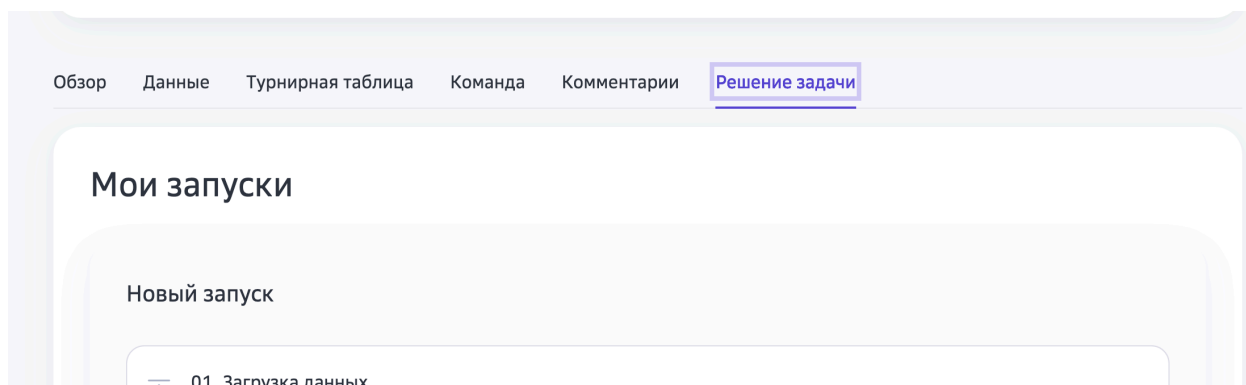 Обзор Данные Турнирная таблица Команда Комментарии Решение задачи
Мои запуски
Новый запуск
01. Загрузка данных